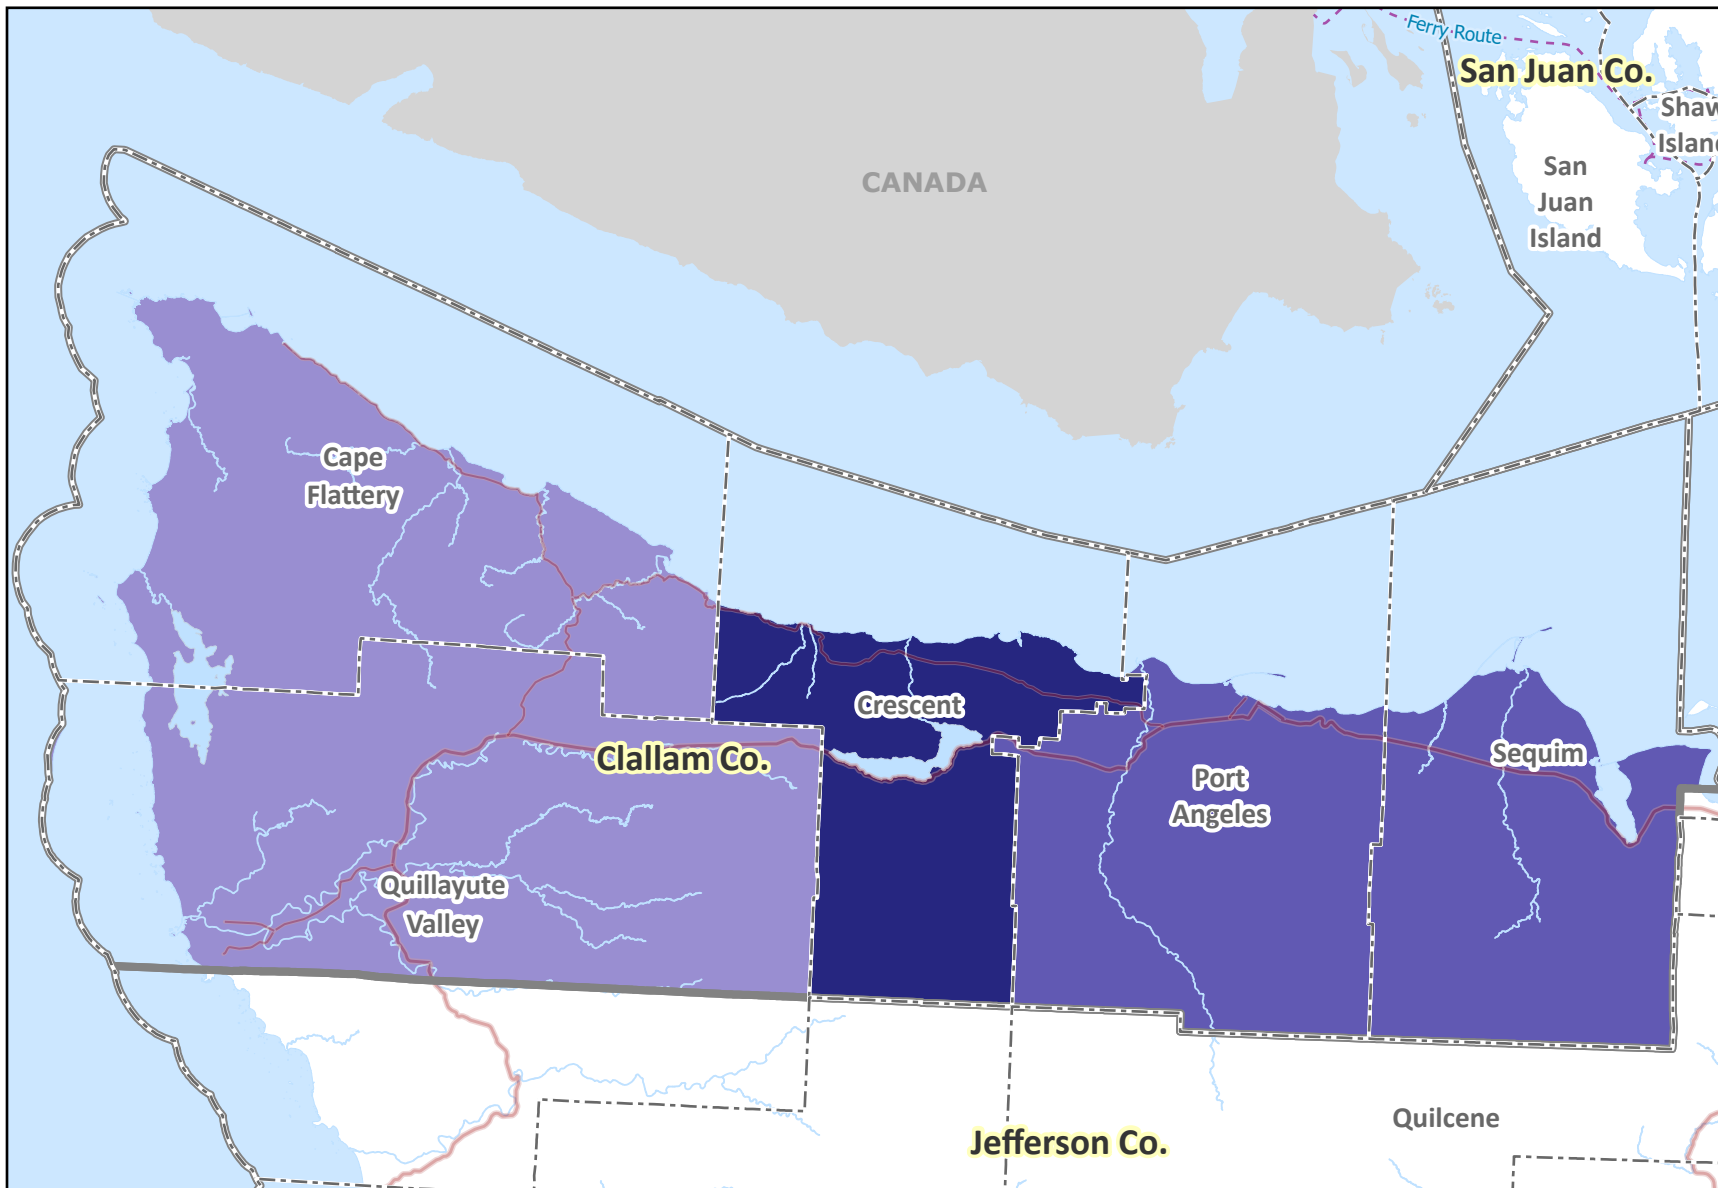 Ferry Route
San Juan Co.
Shaw
Island
San
Juan
Island
CANADA
Cape
Flattery
Crescent
Clallam Co.
Sequim
Port
Angeles
Quillayute
Valley
Quilcene
Jefferson Co.